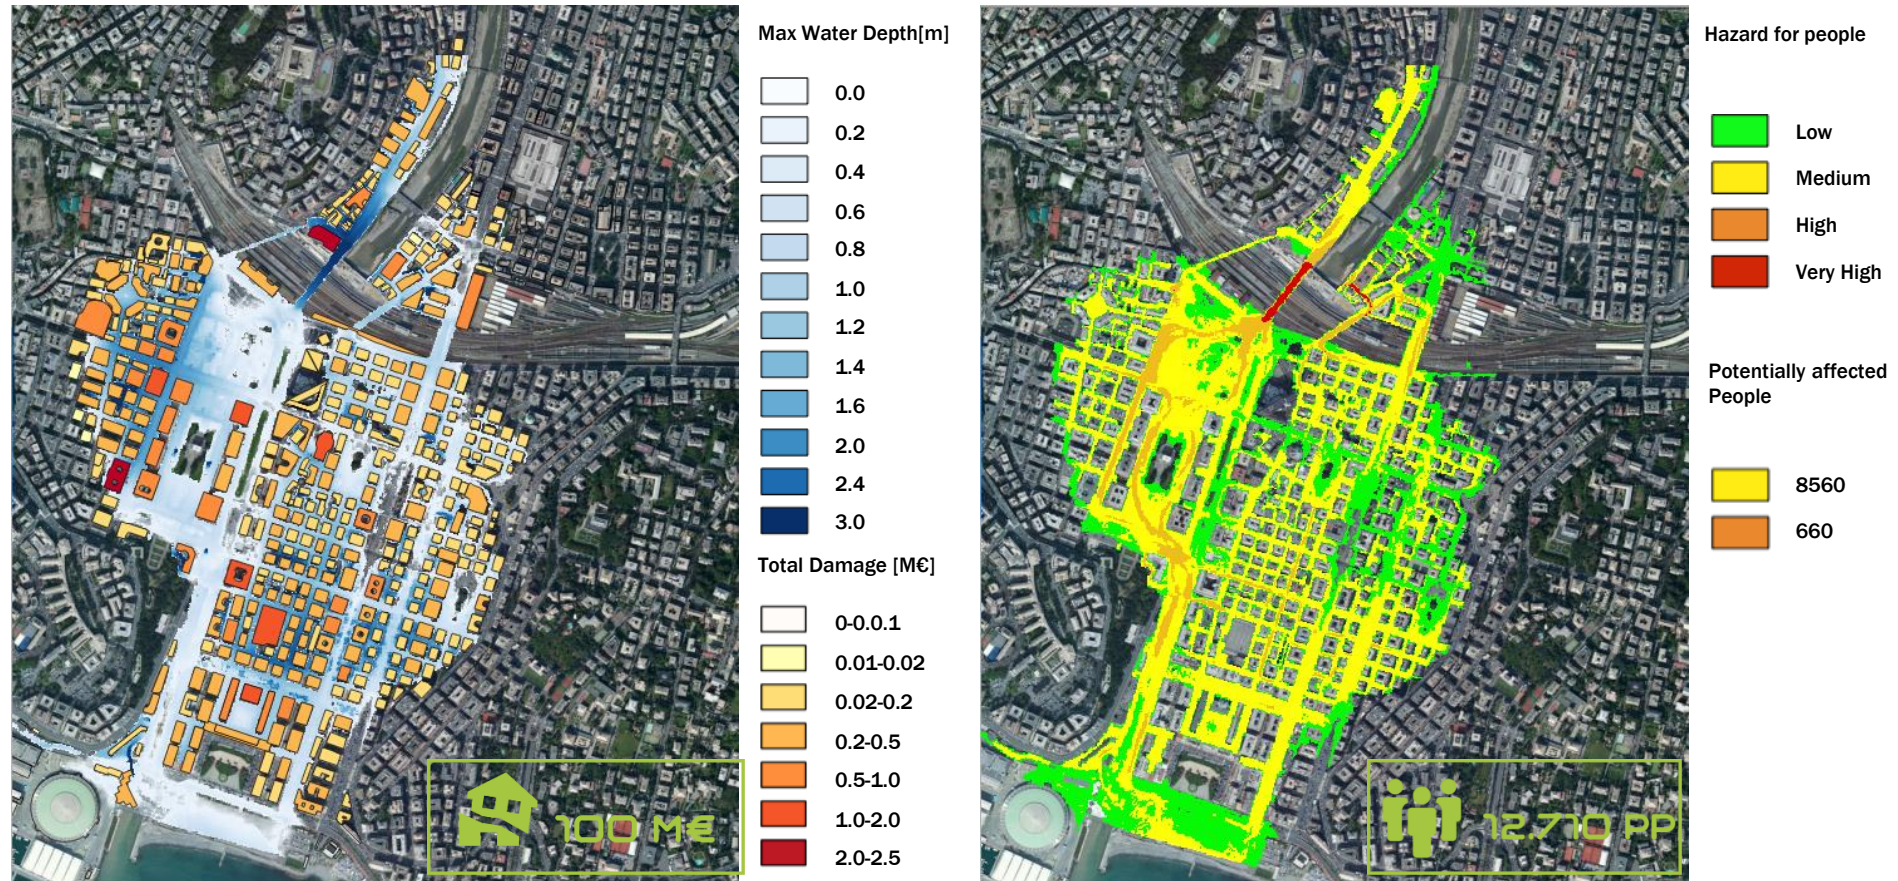 Max Water Depth[m]
0.0
0.2
0.4
0.6
0.8
1.0
1.2
1.4
1.6
2.0
2.4
3.0
Total Damage [M€]
0-0.0.1
0.01-0.02
0.02-0.2
0.2-0.5
0.5-1.0
1.0-2.0
2.0-2.5
100 M€
Hazard for people
Low
Medium
High
Very High
Potentially affected
People
8560
660
12.710 PP